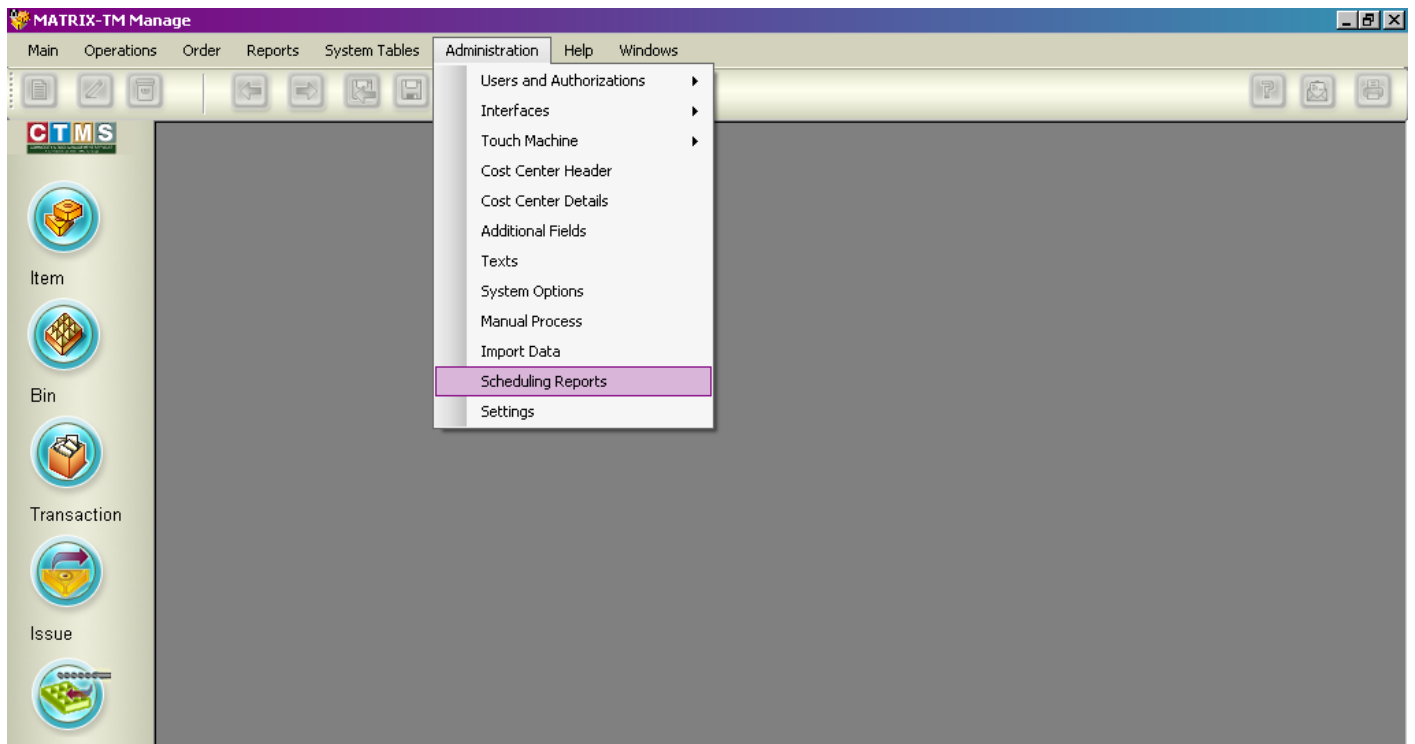 MATRIX-TM Manage
Main Operations Order Reports System Tables Administration Help Windows
CTMS
Users and Authorizations
Interfaces
Touch Machine
Cost Center Header
Cost Center Details
Additional Fields
Texts
System Options
Manual Process
Import Data
Scheduling Reports
Settings
Item
Bin
Transaction
Issue